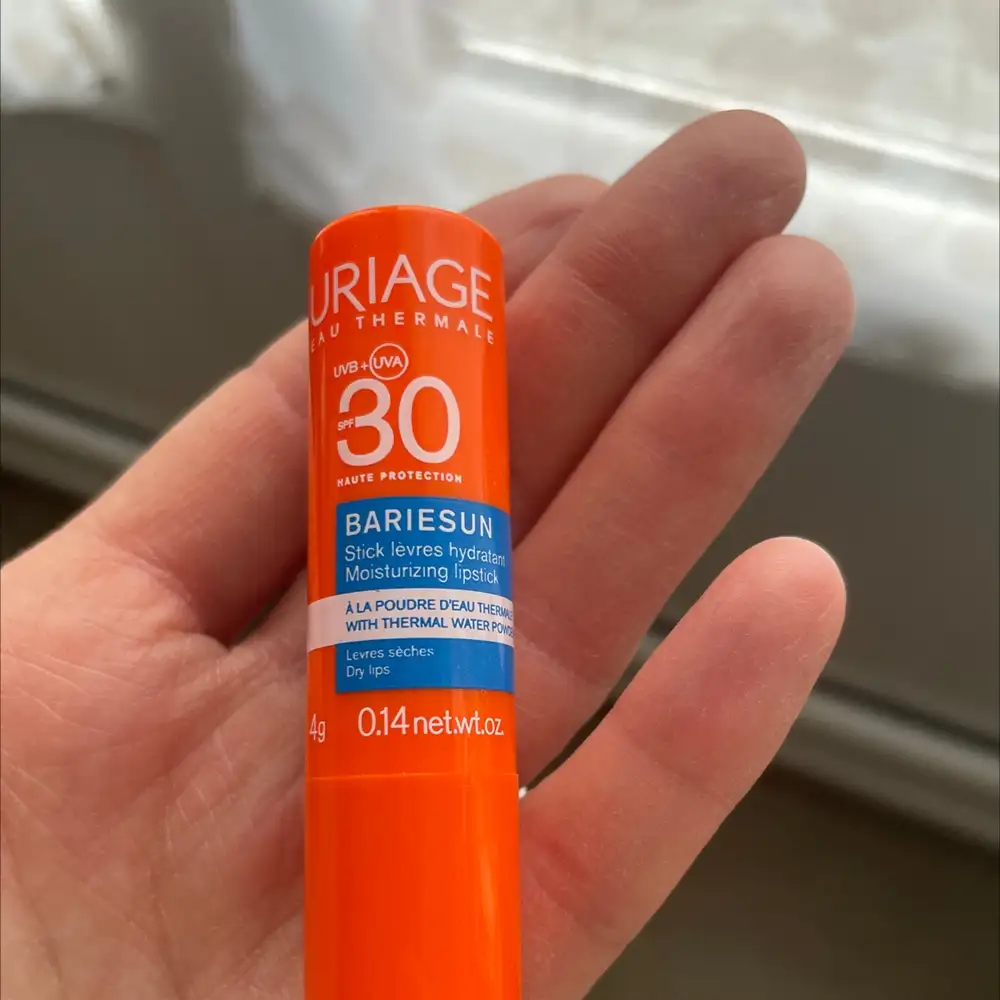 URIAGE
EAU THERMALE
UVB + UVA
SPF 30
HAUTE PROTECTION
BARIESUN
Stick lèvres hydratant
Moisturizing lipstick
À LA POUDRE D'EAU THERMALE
WITH THERMAL WATER
Levres sèches
Dry lips
4g 0.14 net.wt.oz.